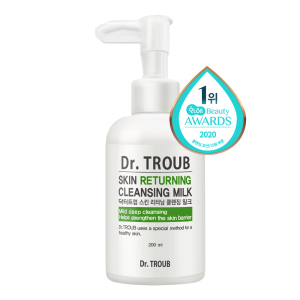 1위
Beauty
AWARDS
2020
Dr. TROUB
SKIN RETURNING
CLEANSING MILK
닥터트럽 스킨 리터닝 클렌징 밀크
Mild deep cleansing
Helps strengthen the skin barrier
Dr.TROUB uses a special method for a
healthy skin.
200 ml
Dr. TROUB